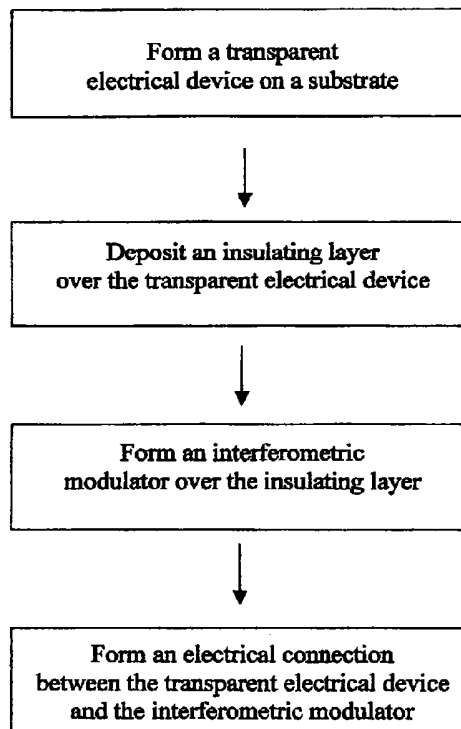 Form a transparent
electrical device on a substrate
Deposit an insulating layer
over the transparent electrical device
Form an interferometric
modulator over the insulating layer
Form an electrical connection
between the transparent electrical device
and the interferometric modulator